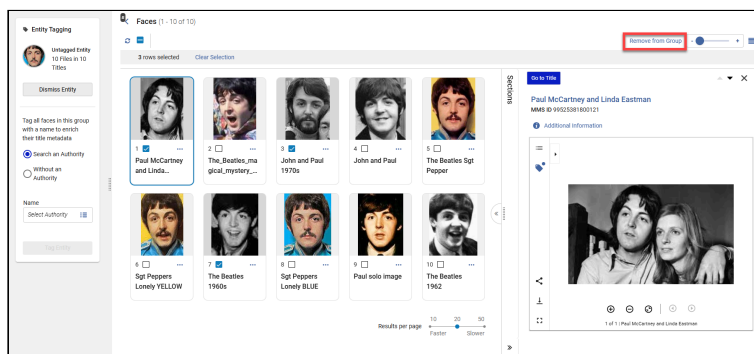 Entity Tagging
Untagged Entity
10 Files in 10
Titles
Dismiss Entity
Tag all faces in this group
with a name to enrich
their title metadata
Search an Authority
Without an
Authority
Name
Select Authority
Tag Entity
Faces (1 - 10 of 10)
Remove from Group
3 rows selected Clear Selection
1
Paul McCartney
and Linda...
2
The_Beatles_ma
gical_mystery_...
3
John and Paul
1970s
4
John and Paul
5
The Beatles Sgt
Pepper
6
Sgt Peppers
Lonely YELLOW
7
The Beatles
1960s
8
Sgt Peppers
Lonely BLUE
9
Paul solo image
10
The Beatles
1962
Results per page
10 20 50
Faster Slower
Sections
Go to Title
Paul McCartney and Linda Eastman
MMS ID 99525381800121
Additional Information
1 of 1 | Paul McCartney and Linda Eastman